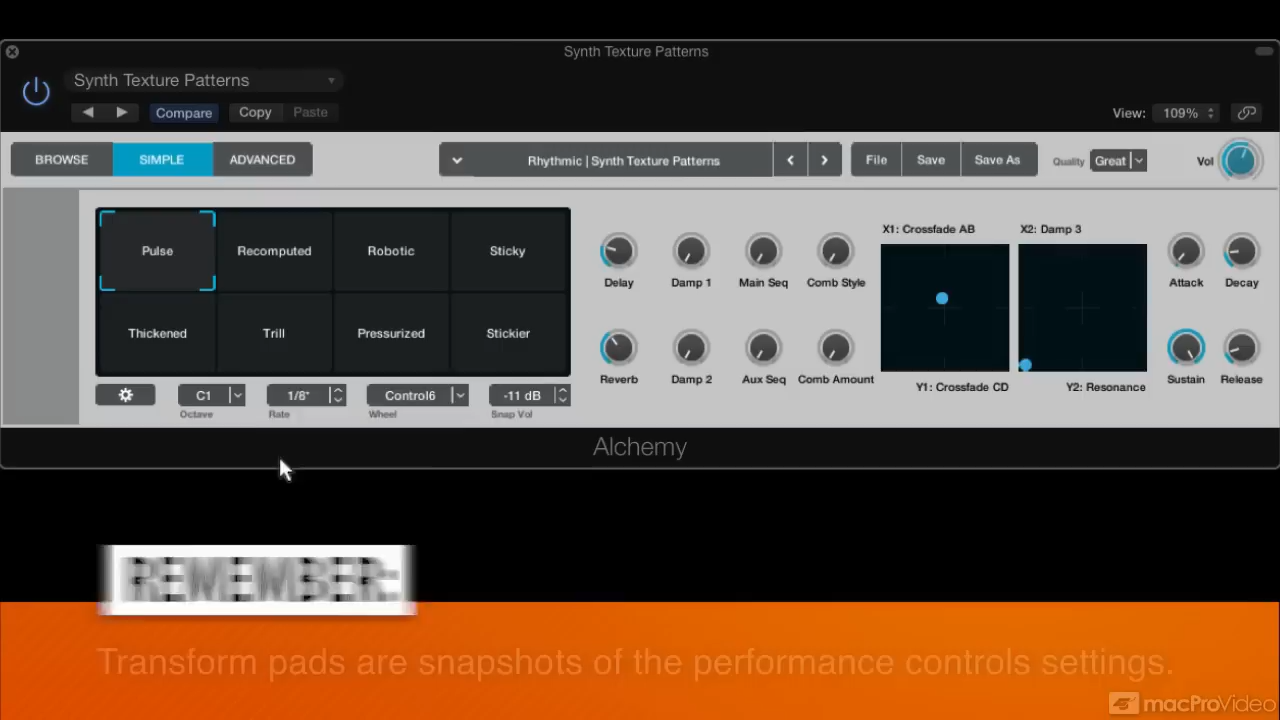 Synth Texture Patterns
Synth Texture Patterns
Compare Copy Paste
View: 109%
BROWSE SIMPLE ADVANCED
Rhythmic | Synth Texture Patterns
File Save Save As
Quality Great
Vol
Pulse Recomputed Robotic Sticky
Thickened Trill Pressurized Stickier
C1 1/8* Control6 -11 dB
Octave Rate Wheel Snap Vol
Delay Damp 1 Main Seq Comb Style
Reverb Damp 2 Aux Seq Comb Amount
X1: Crossfade AB X2: Damp 3
Y1: Crossfade CD Y2: Resonance
Attack Decay
Sustain Release
Alchemy
REMEMBER:
Transform pads are snapshots of the performance controls settings.
macProVideo